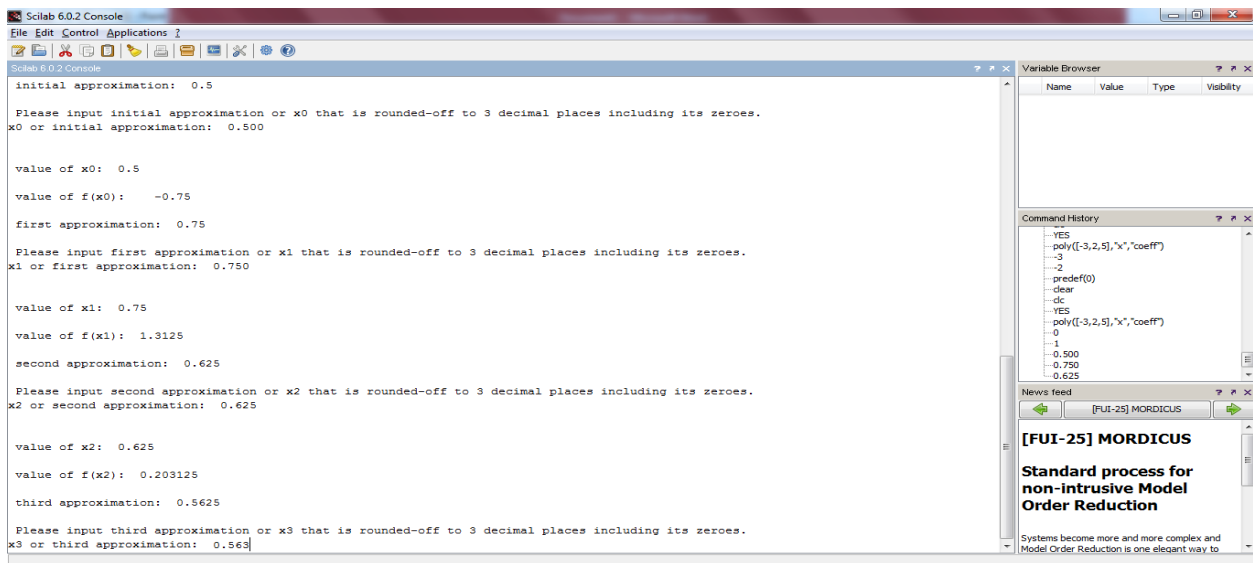 Scilab 6.0.2 Console
File Edit Control Applications ?
Scilab 6.0.2 Console
initial approximation: 0.5
Please input initial approximation or x0 that is rounded-off to 3 decimal places including its zeroes.
x0 or initial approximation: 0.500
value of x0: 0.5
value of f(x0): -0.75
first approximation: 0.75
Please input first approximation or x1 that is rounded-off to 3 decimal places including its zeroes.
x1 or first approximation: 0.750
value of x1: 0.75
value of f(x1): 1.3125
second approximation: 0.625
Please input second approximation or x2 that is rounded-off to 3 decimal places including its zeroes.
x2 or second approximation: 0.625
value of x2: 0.625
value of f(x2): 0.203125
third approximation: 0.5625
Please input third approximation or x3 that is rounded-off to 3 decimal places including its zeroes.
x3 or third approximation: 0.563
Variable Browser
Name Value Type Visibility
Command History
YES
poly([-3,2,5],"x","coeff")
-3
-2
predef(0)
clear
clc
YES
poly([-3,2,5],"x","coeff")
0
1
0.500
0.750
0.625
News feed
[FUI-25] MORDICUS
[FUI-25] MORDICUS
Standard process for
non-intrusive Model
Order Reduction
Systems become more and more complex and
Model Order Reduction is one elegant way to